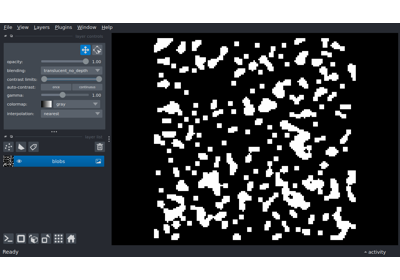 File View Layers Plugins Window Help
layer controls
opacity: 1.00
blending: translucent_no_depth
contrast limits:
auto-contrast: once continuous
gamma: 1.00
colormap: gray
interpolation: nearest
layer list
blobs
Ready activity